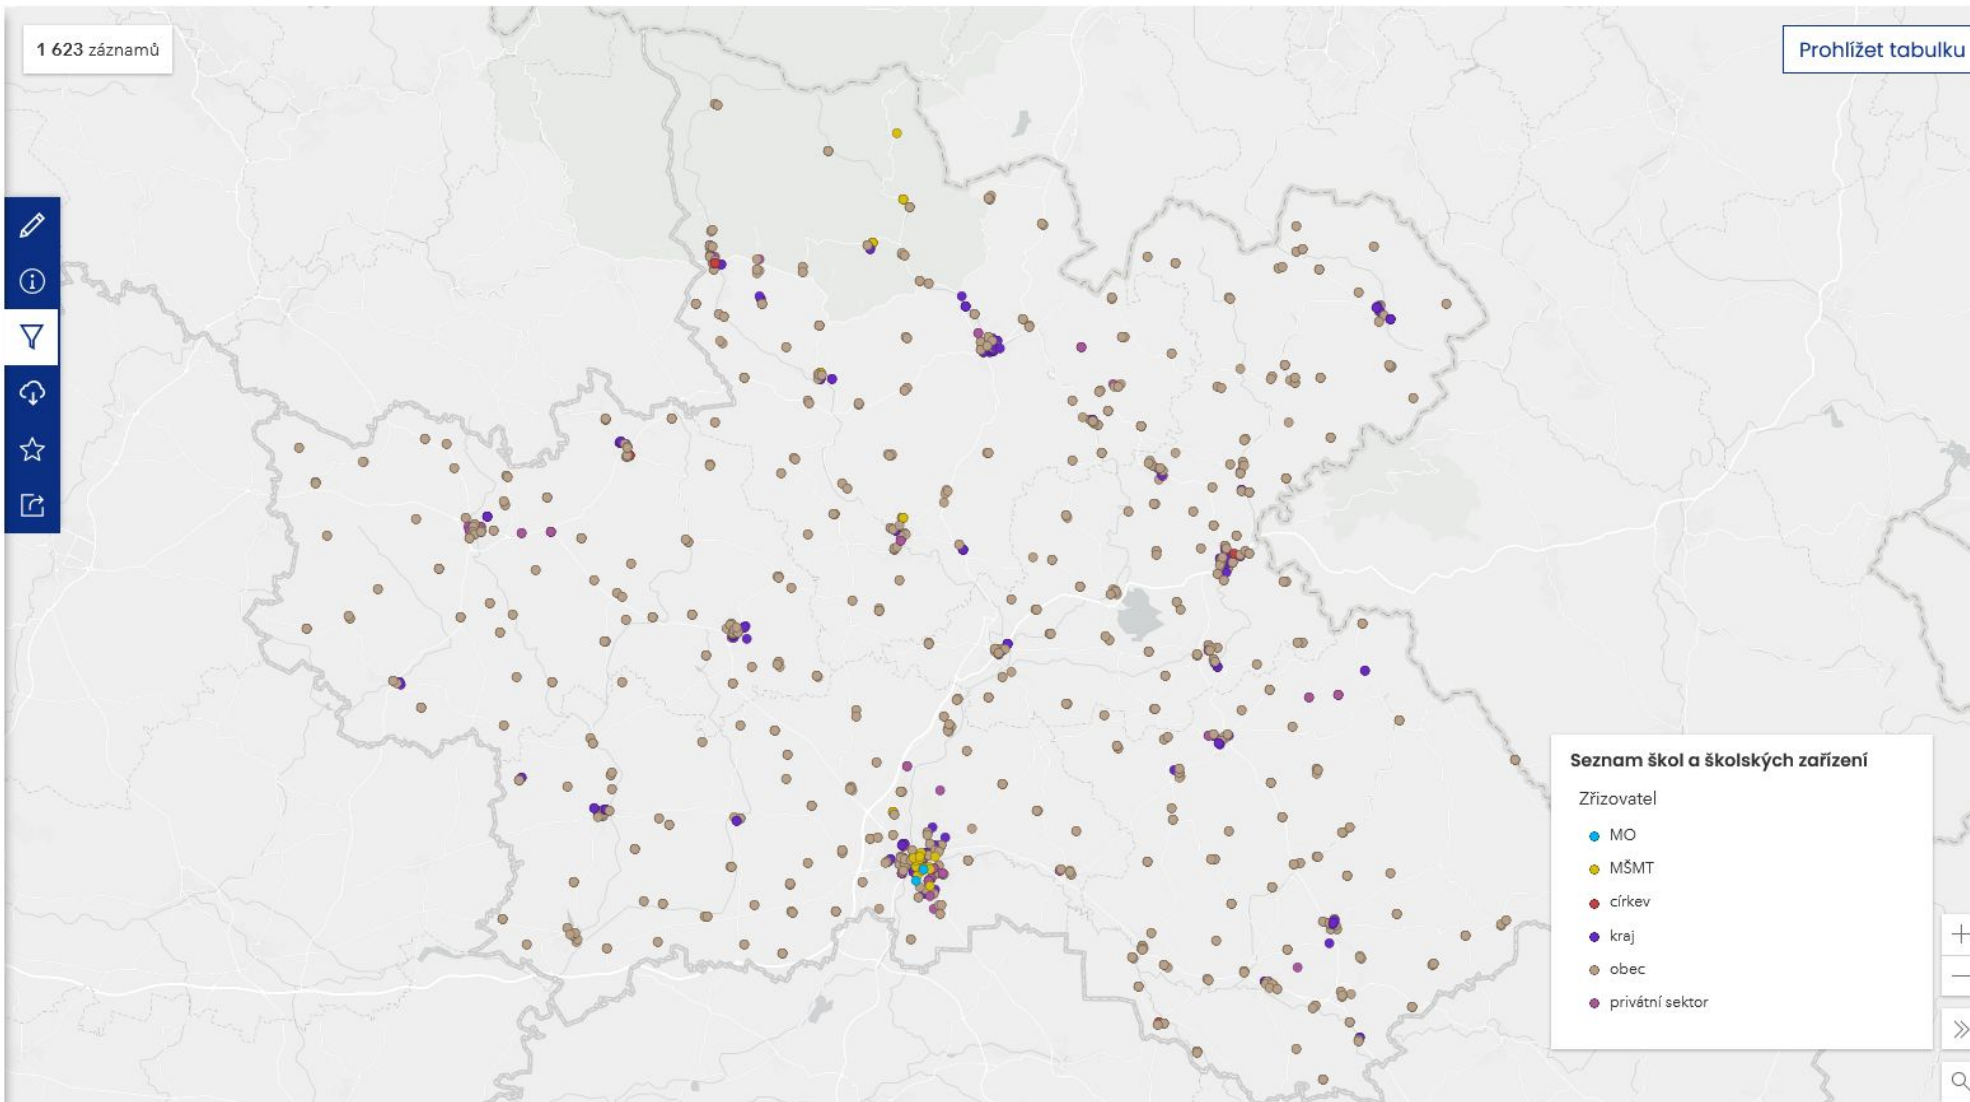 1 623 záznamů
Prohlížet tabulku
Seznam škol a školských zařízení
Zřizovatel
MO
MŠMT
církev
kraj
obec
privátní sektor